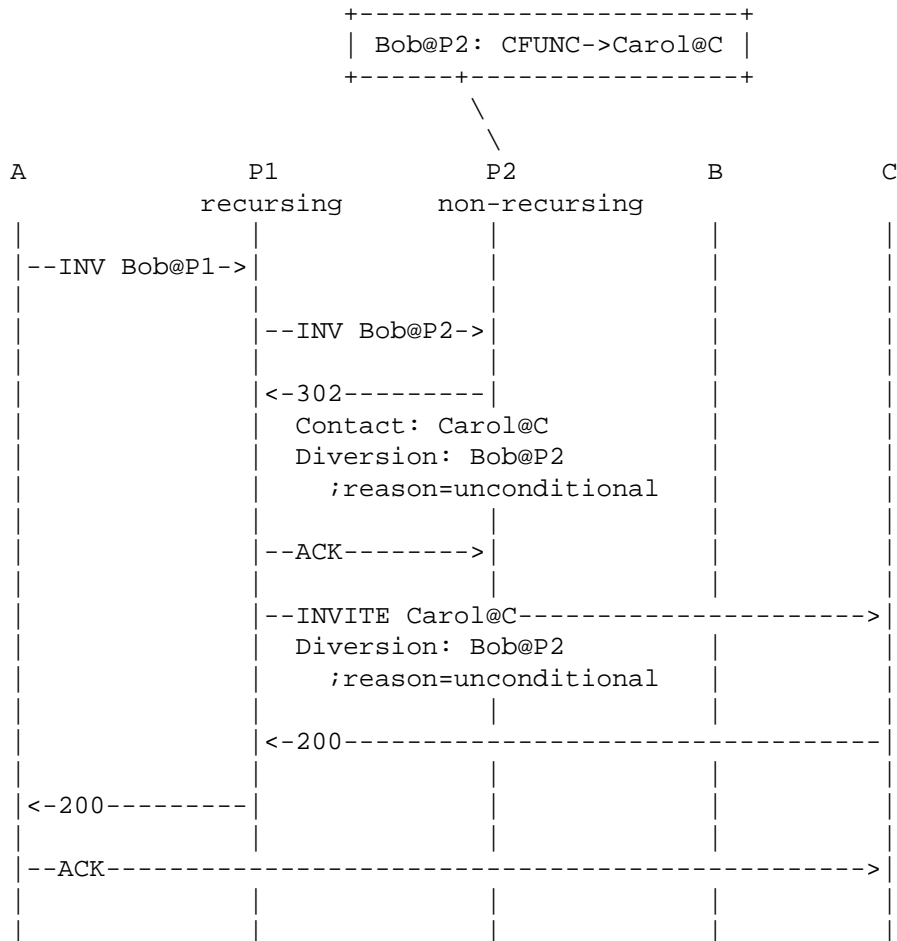 Bob@P2: CFUNC->Carol@C
A P1 P2 B C
recursing non-recursing
--INV Bob@P1->
--INV Bob@P2->
<-302---------
Contact: Carol@C
Diversion: Bob@P2
;reason=unconditional
--ACK-------->
--INVITE Carol@C-------------------->
Diversion: Bob@P2
;reason=unconditional
<-200-------------------------------
<-200---------
--ACK-------------------------------------------->